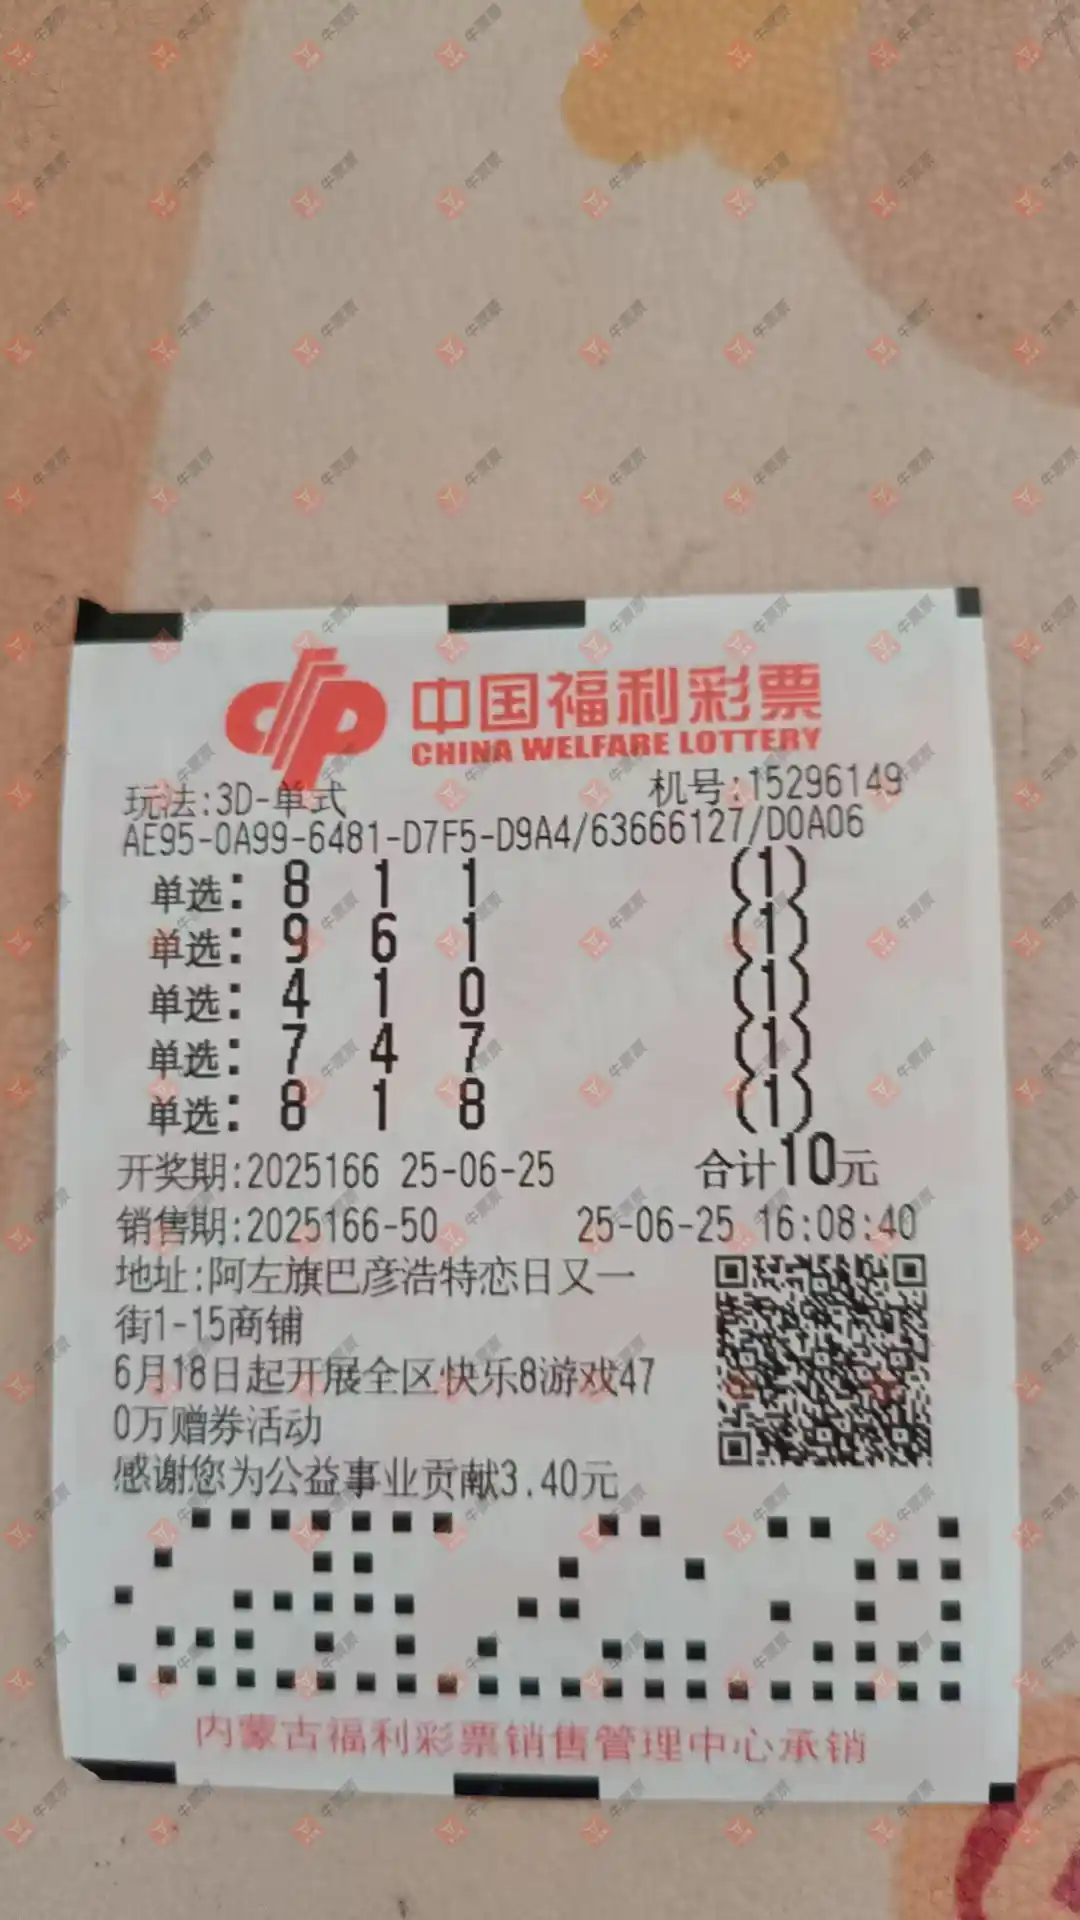 中国福利彩票
CHINA WELFARE LOTTERY
玩法:3D-单式 机号:15296149
AE95-0A99-6481-D7F5-D9A4/63666127/D0A06
单选: 8 1 1 (1)
单选: 9 6 1 (1)
单选: 4 1 0 (1)
单选: 7 4 7 (1)
单选: 8 1 8 (1)
开奖期:2025166 25-06-25 合计10元
销售期:2025166-50 25-06-25 16:08:40
地址:阿左旗巴彦浩特恋日又一
街1-15商铺
6月18日起开展全区快乐8游戏47
0万赠券活动
感谢您为公益事业贡献3.40元
内蒙古福利彩票销售管理中心承销